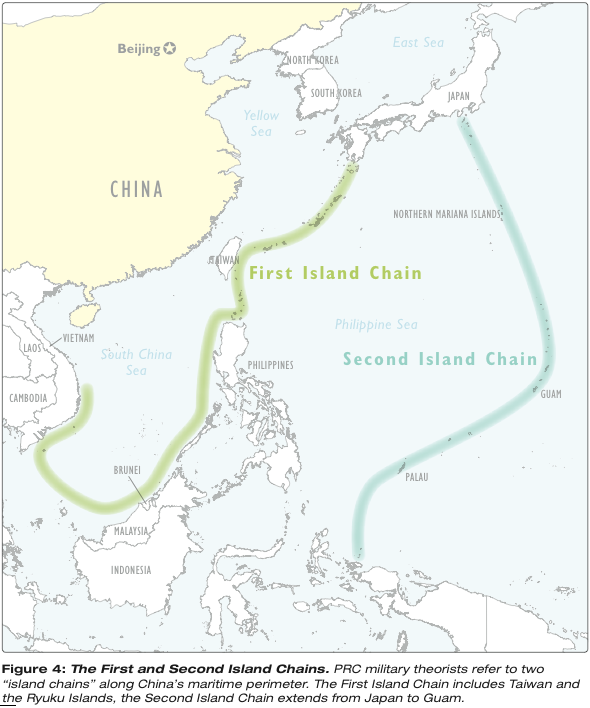 East Sea
Beijing
NORTH KOREA
JAPAN
SOUTH KOREA
Yellow
Sea
CHINA
NORTHERN MARIANA ISLANDS
TAIWAN
First Island Chain
Philippine Sea
VIETNAM
LAOS
South China
Sea
Second Island Chain
PHILIPPINES
CAMBODIA
GUAM
BRUNEI
PALAU
MALAYSIA
INDONESIA
Figure 4: The First and Second Island Chains. PRC military theorists refer to two
“island chains” along China’s maritime perimeter. The First Island Chain includes Taiwan and
the Ryuku Islands, the Second Island Chain extends from Japan to Guam.